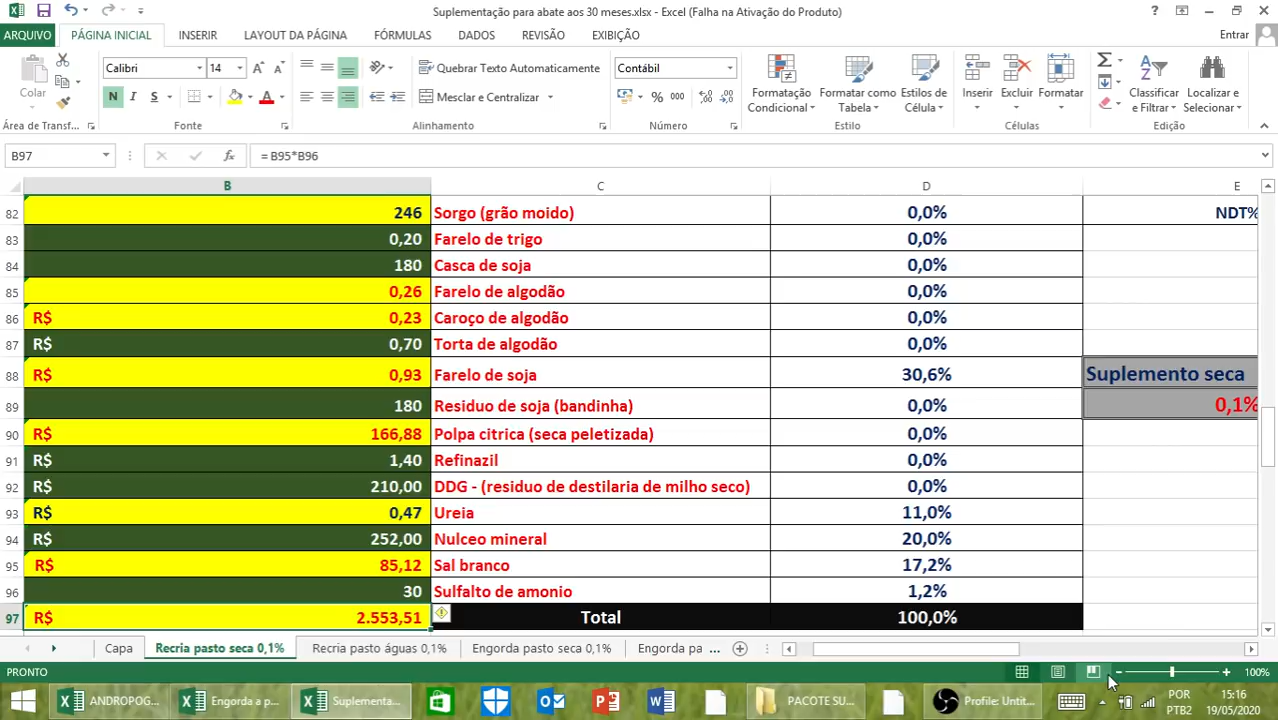 Suplementação para abate aos 30 meses.xlsx - Excel (Falha na Ativação do Produto)
ARQUIVO PÁGINA INICIAL INSERIR LAYOUT DA PÁGINA FÓRMULAS DADOS REVISÃO EXIBIÇÃO Entrar
Calibri 14 Quebrar Texto Automaticamente Contábil
Colar N I S Mesclar e Centralizar % 000 Formatação Condicional Formatar como Tabela Estilos de Célula Inserir Excluir Formatar Classificar e Filtrar Localizar e Selecionar
Área de Transf... Fonte Alinhamento Número Estilo Células Edição
B97 fx = B95*B96
B C D E
82 246 Sorgo (grão moido) 0,0% NDT%
83 0,20 Farelo de trigo 0,0%
84 180 Casca de soja 0,0%
85 0,26 Farelo de algodão 0,0%
86 R$ 0,23 Caroço de algodão 0,0%
87 R$ 0,70 Torta de algodão 0,0%
88 R$ 0,93 Farelo de soja 30,6% Suplemento seca
89 180 Residuo de soja (bandinha) 0,0% 0,1%
90 R$ 166,88 Polpa citrica (seca peletizada) 0,0%
91 R$ 1,40 Refinazil 0,0%
92 R$ 210,00 DDG - (residuo de destilaria de milho seco) 0,0%
93 R$ 0,47 Ureia 11,0%
94 R$ 252,00 Nulceo mineral 20,0%
95 R$ 85,12 Sal branco 17,2%
96 30 Sulfalto de amonio 1,2%
97 R$ 2.553,51 Total 100,0%
Capa Recria pasto seca 0,1% Recria pasto águas 0,1% Engorda pasto seca 0,1% Engorda pa ...
PRONTO 100%
ANDROPOG... Engorda a p... Suplementa... PACOTE SU... Profile: Untit... POR 15:16
PTB2 19/05/2020